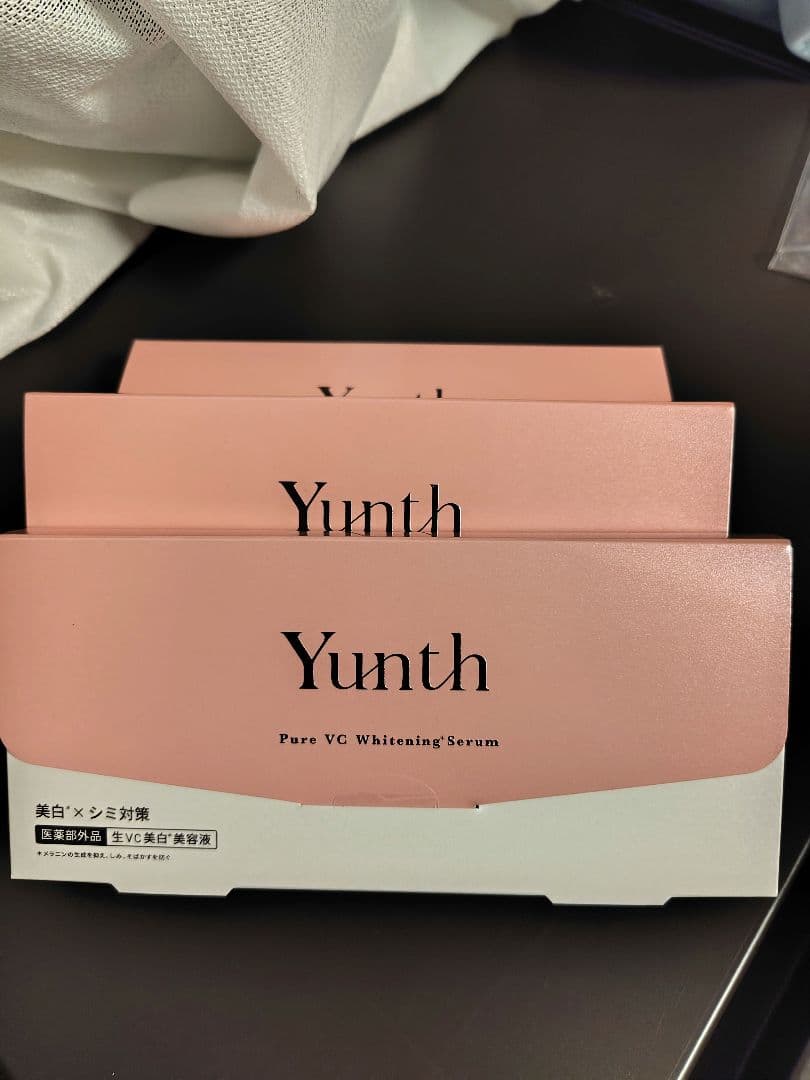 Yunth
Yunth
Pure VC Whitening* Serum
美白*×シミ対策
医薬部外品 生VC美白*美容液
*メラニンの生成を抑え、しみ、そばかすを防ぐ